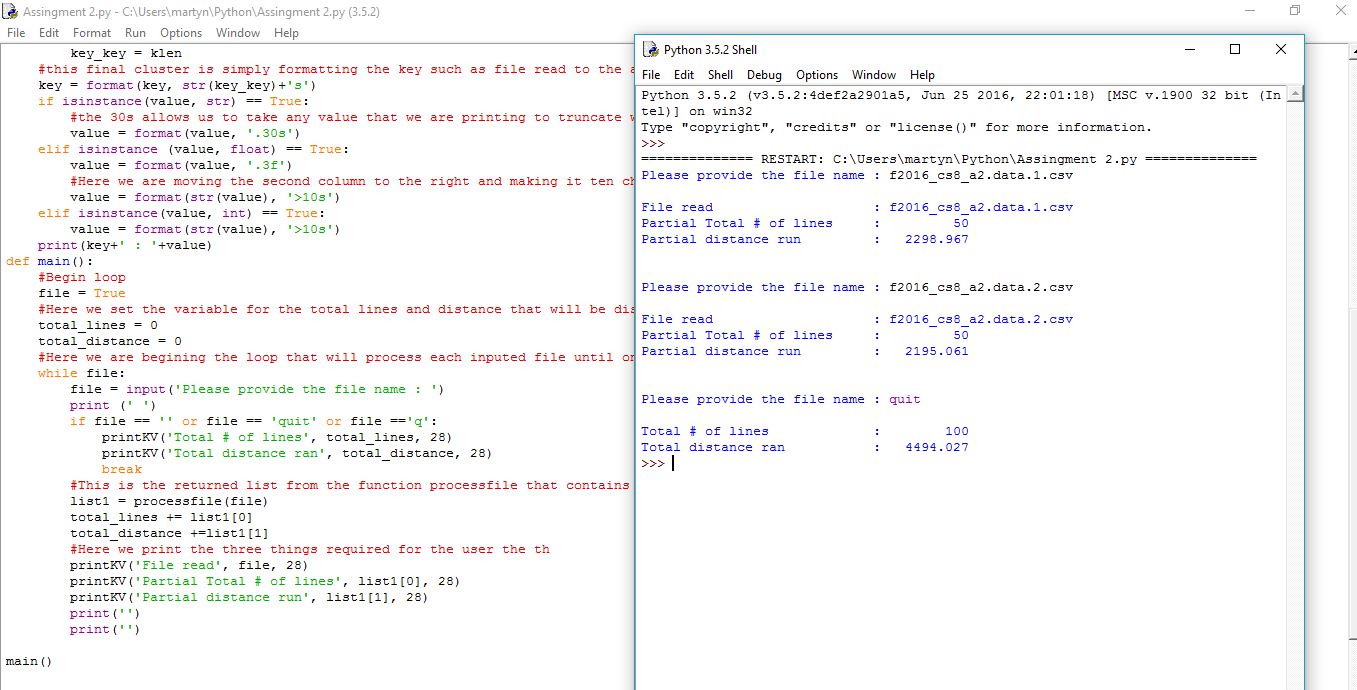 Assingment 2.py - C:\Users\martyn\Python\Assingment 2.py (3.5.2)
File Edit Format Run Options Window Help
key_key = klen
#this final cluster is simply formatting the key such as file read to the
key = format(key, str(key_key)+'s')
if isinstance(value, str) == True:
#the 30s allows us to take any value that we are printing to truncate
value = format(value, '.30s')
elif isinstance (value, float) == True:
value = format(value, '.3f')
#Here we are moving the second column to the right and making it ten
value = format(str(value), '>10s')
elif isinstance(value, int) == True:
value = format(str(value), '>10s')
print(key+' : '+value)
def main():
#Begin loop
file = True
#Here we set the variable for the total lines and distance that will be
total_lines = 0
total_distance = 0
#Here we are begining the loop that will process each inputed file until
while file:
file = input('Please provide the file name : ')
print (' ')
if file == '' or file == 'quit' or file =='q':
printKV('Total # of lines', total_lines, 28)
printKV('Total distance ran', total_distance, 28)
break
#This is the returned list from the function processfile that contains
list1 = processfile(file)
total_lines += list1[0]
total_distance +=list1[1]
#Here we print the three things required for the user the th
printKV('File read', file, 28)
printKV('Partial Total # of lines', list1[0], 28)
printKV('Partial distance run', list1[1], 28)
print('')
print('')
main()
Python 3.5.2 Shell
File Edit Shell Debug Options Window Help
Python 3.5.2 (v3.5.2:4def2a2901a5, Jun 25 2016, 22:01:18) [MSC v.1900 32 bit (In
tel)] on win32
Type "copyright", "credits" or "license()" for more information.
>>>
============== RESTART: C:\Users\martyn\Python\Assingment 2.py ==============
Please provide the file name : f2016_cs8_a2.data.1.csv
File read : f2016_cs8_a2.data.1.csv
Partial Total # of lines : 50
Partial distance run : 2298.967
Please provide the file name : f2016_cs8_a2.data.2.csv
File read : f2016_cs8_a2.data.2.csv
Partial Total # of lines : 50
Partial distance run : 2195.061
Please provide the file name : quit
Total # of lines : 100
Total distance ran : 4494.027
>>>